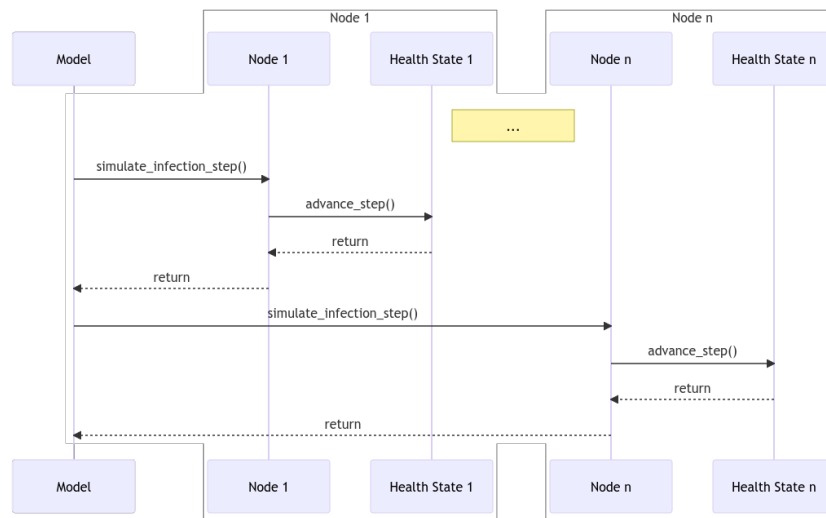 Node 1
Node n
Model
Node 1
Health State 1
Node n
Health State n
...
simulate_infection_step()
advance_step()
return
return
simulate_infection_step()
advance_step()
return
return
Model
Node 1
Health State 1
Node n
Health State n